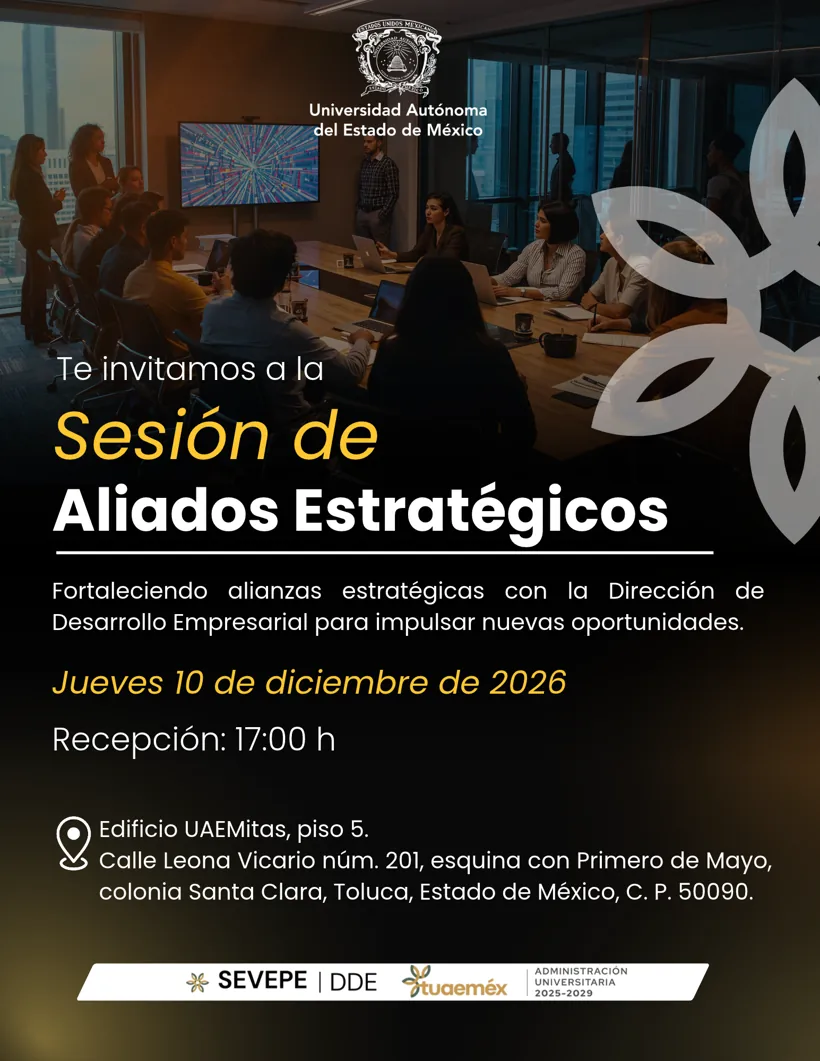 ESTADOS UNIDOS MEXICANOS
Universidad Autónoma
del Estado de México
Te invitamos a la
Sesión de
Aliados Estratégicos
Fortaleciendo alianzas estratégicas con la Dirección de
Desarrollo Empresarial para impulsar nuevas oportunidades.
Jueves 10 de diciembre de 2026
Recepción: 17:00 h
Edificio UAEMitas, piso 5.
Calle Leona Vicario núm. 201, esquina con Primero de Mayo,
colonia Santa Clara, Toluca, Estado de México, C. P. 50090.
SEVEPE | DDE tuaeméx ADMINISTRACIÓN
UNIVERSITARIA
2025-2029